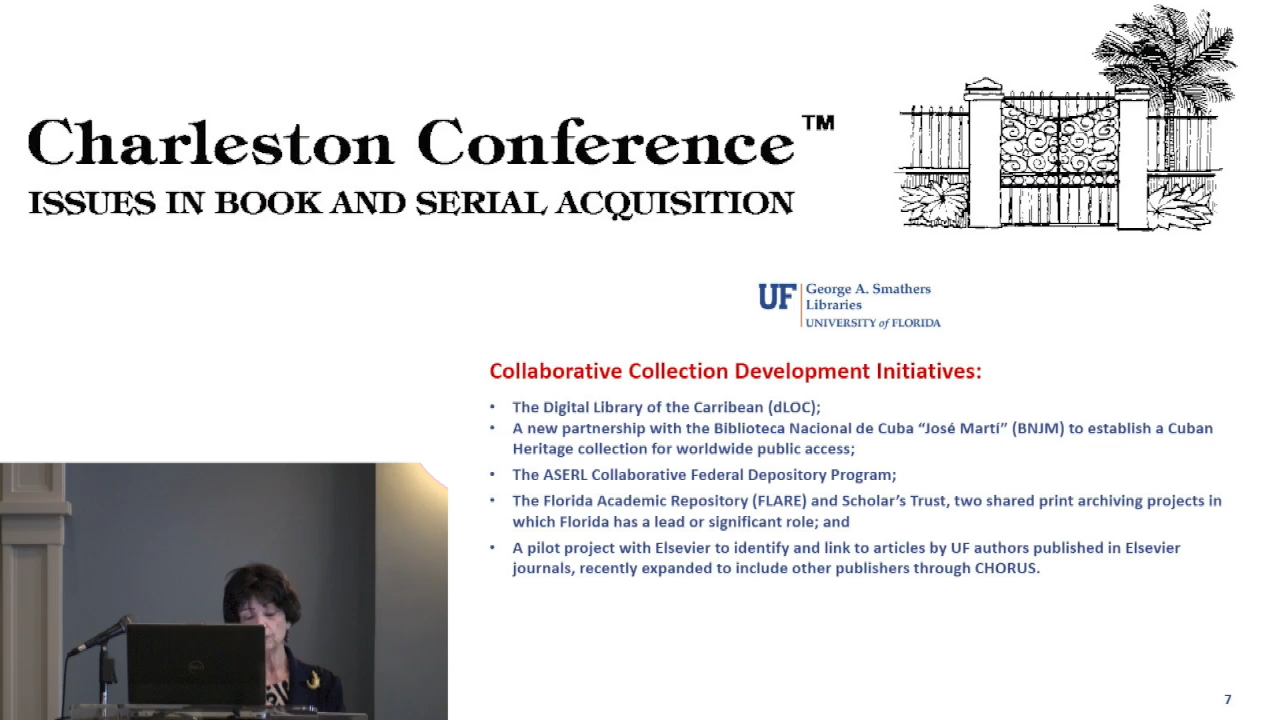 Charleston Conference™
ISSUES IN BOOK AND SERIAL ACQUISITION
UF
George A. Smathers
Libraries
UNIVERSITY of FLORIDA
Collaborative Collection Development Initiatives:
• The Digital Library of the Carribean (dLOC);
• A new partnership with the Biblioteca Nacional de Cuba “José Martí” (BNJM) to establish a Cuban
Heritage collection for worldwide public access;
• The ASERL Collaborative Federal Depository Program;
• The Florida Academic Repository (FLARE) and Scholar’s Trust, two shared print archiving projects in
which Florida has a lead or significant role; and
• A pilot project with Elsevier to identify and link to articles by UF authors published in Elsevier
journals, recently expanded to include other publishers through CHORUS.
7